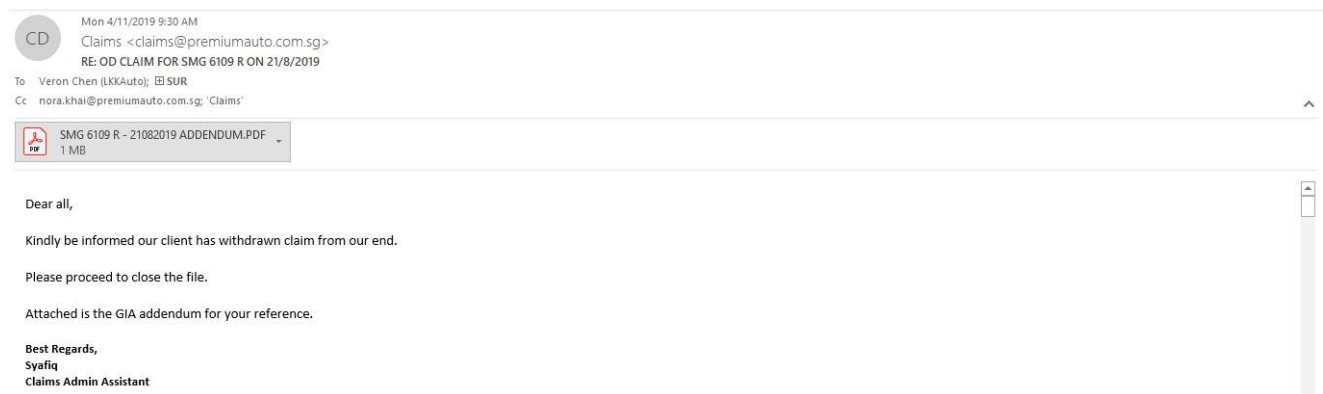 Mon 4/11/2019 9:30 AM
CD
Claims <claims@premiumauto.com.sg>
RE: OD CLAIM FOR SMG 6109 R ON 21/8/2019
To Veron Chen (LKKAuto); SUR
Cc nora.khai@premiumauto.com.sg; 'Claims'
SMG 6109 R - 21082019 ADDENDUM.PDF
PDF
1 MB
Dear all,
Kindly be informed our client has withdrawn claim from our end.
Please proceed to close the file.
Attached is the GIA addendum for your reference.
Best Regards,
Syafiq
Claims Admin Assistant